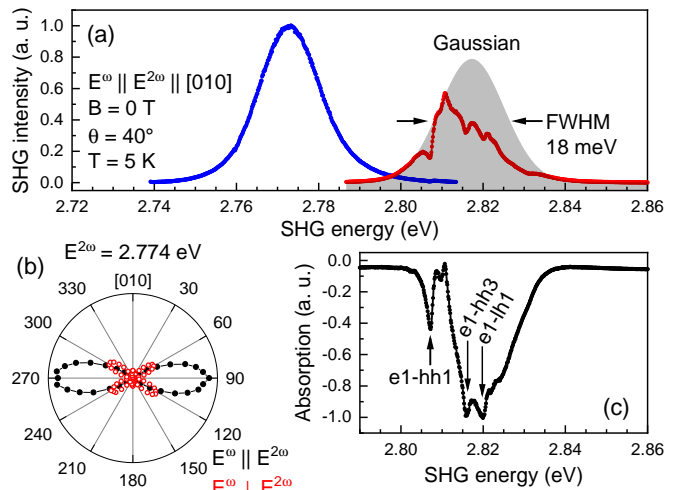 (a)
Gaussian
E^ω || E^2ω || [010]
B = 0 T
θ = 40°
T = 5 K
FWHM
18 meV
SHG intensity (a. u.)
1.0
0.8
0.6
0.4
0.2
0.0
2.72 2.74 2.76 2.78 2.80 2.82 2.84 2.86
SHG energy (eV)
(b)
E^2ω = 2.774 eV
[010]
330 30
300 60
270 90
240 120
210 150
180
E^ω || E^2ω
E^ω ⊥ E^2ω
Absorption (a. u.)
0.0
-0.2
-0.4
-0.6
-0.8
-1.0
e1-hh1
e1-hh3
e1-lh1
(c)
2.80 2.82 2.84 2.86
SHG energy (eV)